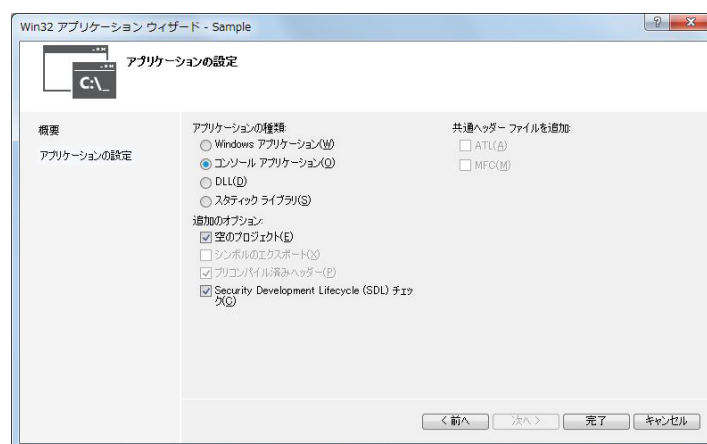 Win32 アプリケーション ウィザード - Sample
アプリケーションの設定
C:\_
概要
アプリケーションの設定
アプリケーションの種類:
Windows アプリケーション(W)
コンソール アプリケーション(O)
DLL(D)
スタティック ライブラリ(S)
追加のオプション:
空のプロジェクト(E)
シンボルのエクスポート(X)
プリコンパイル済みヘッダー(P)
Security Development Lifecycle (SDL) チェッ
ク(C)
共通ヘッダー ファイルを追加:
ATL(A)
MFC(M)
< 前へ
次へ >
完了
キャンセル